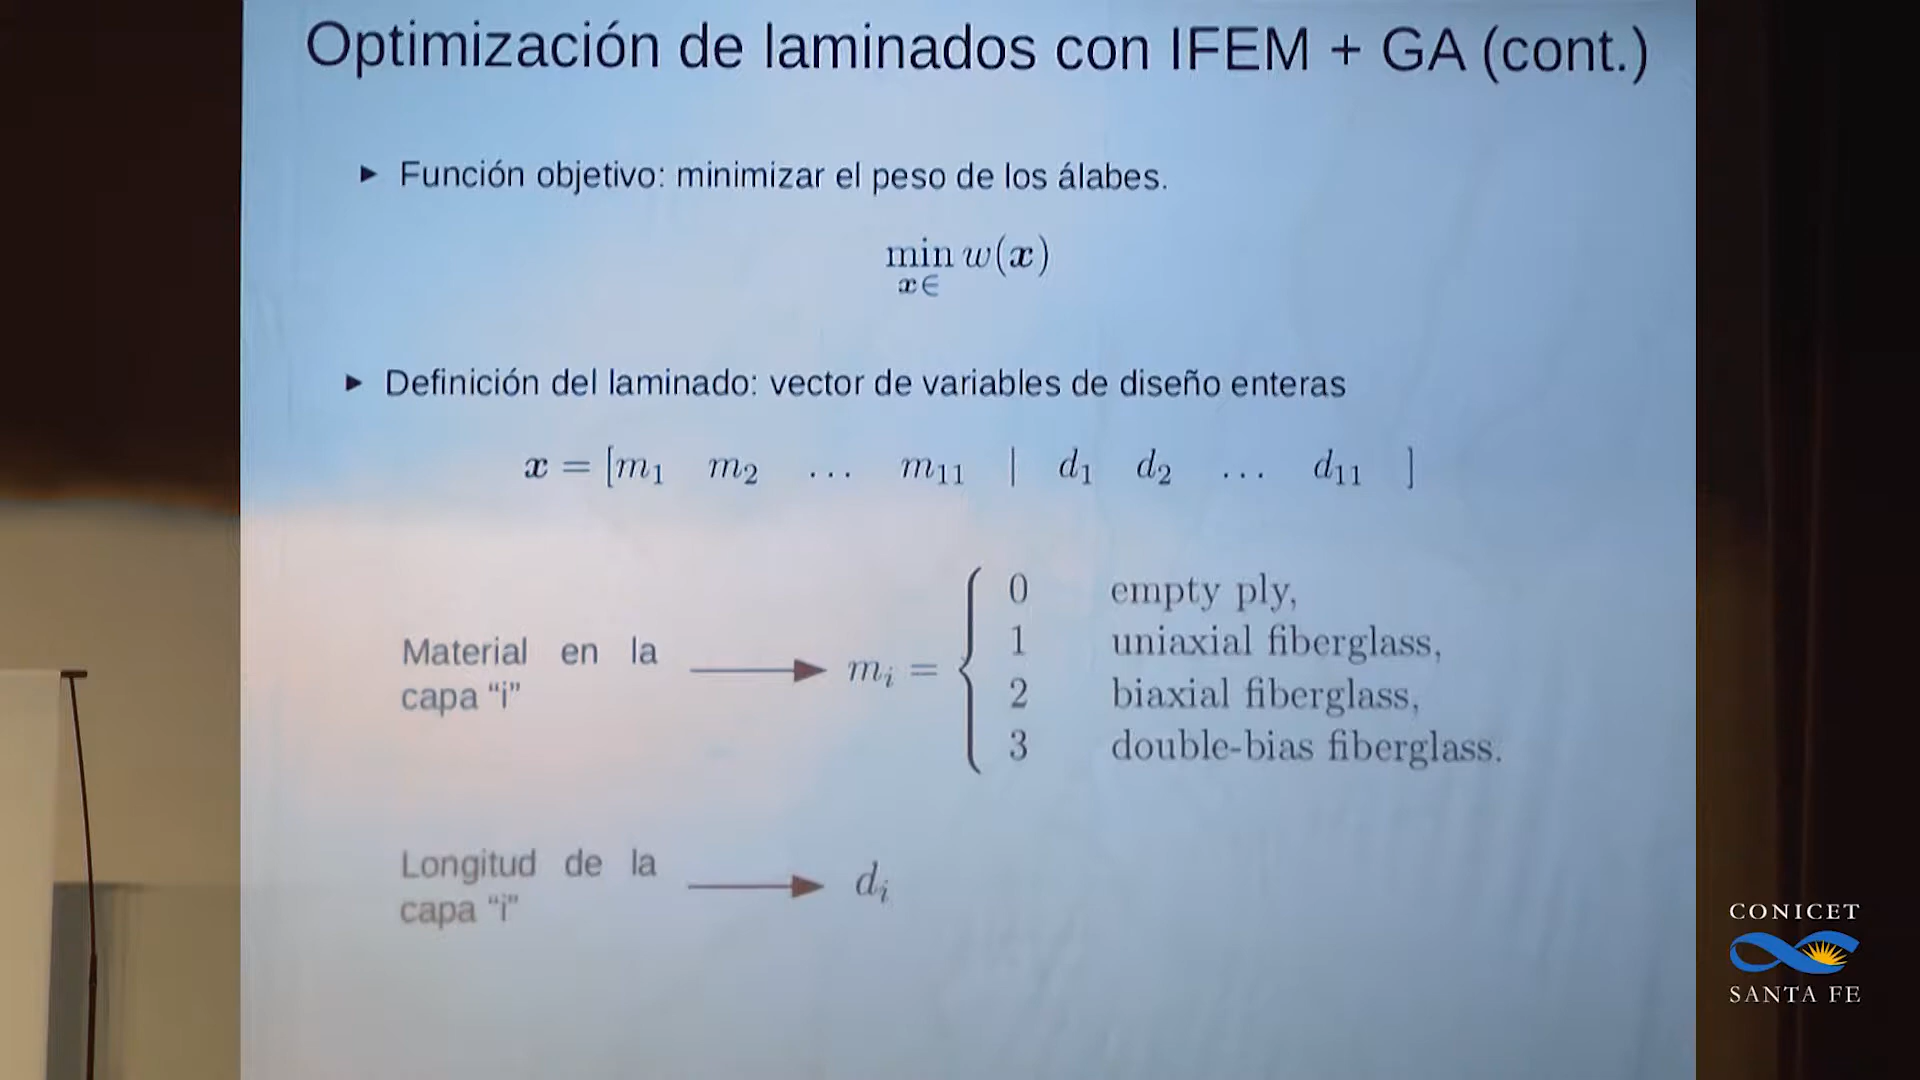 Optimización de laminados con IFEM + GA (cont.)
► Función objetivo: minimizar el peso de los álabes.
min w(x)
x∈
► Definición del laminado: vector de variables de diseño enteras
x = [m1 m2 ... m11 | d1 d2 ... d11 ]
Material en la
capa “i”
mi =
0 empty ply,
1 uniaxial fiberglass,
2 biaxial fiberglass,
3 double-bias fiberglass.
Longitud de la
capa “i”
di
CONICET
SANTA FE